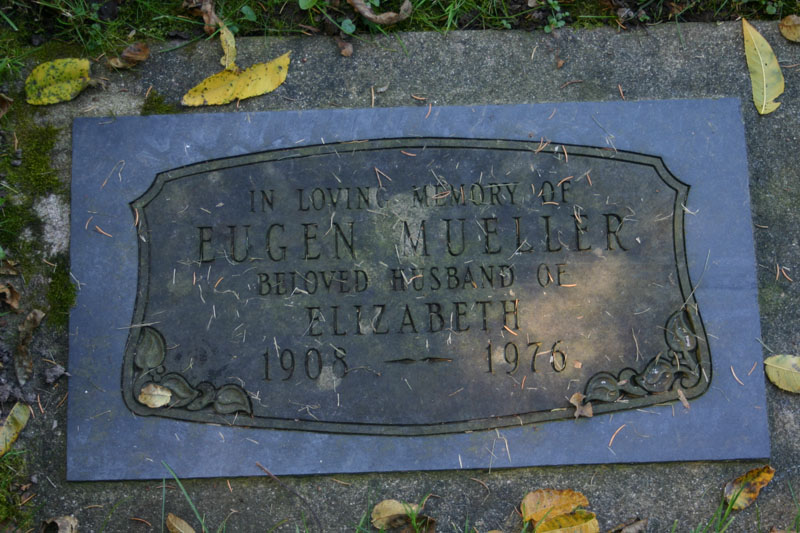 IN LOVING MEMORY OF
EUGEN MUELLER
BELOVED HUSBAND OF
ELIZABETH
1908 — 1976